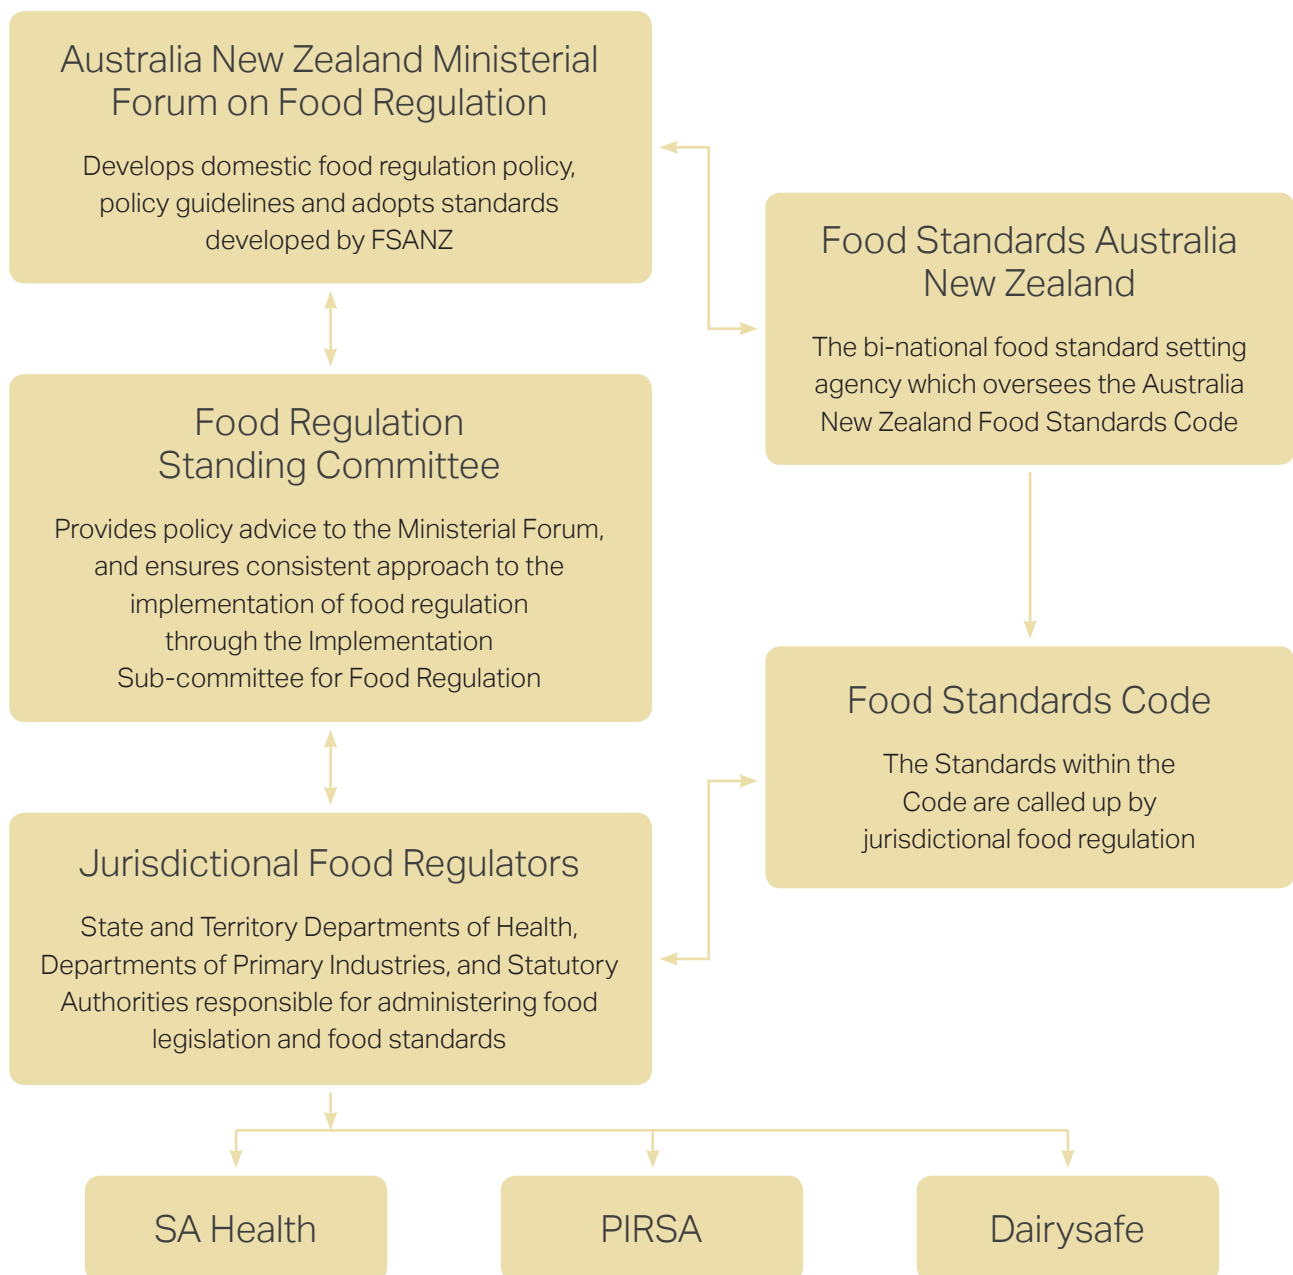 Australia New Zealand Ministerial
Forum on Food Regulation
Develops domestic food regulation policy,
policy guidelines and adopts standards
developed by FSANZ
Food Standards Australia
New Zealand
The bi-national food standard setting
agency which oversees the Australia
New Zealand Food Standards Code
Food Regulation
Standing Committee
Provides policy advice to the Ministerial Forum,
and ensures consistent approach to the
implementation of food regulation
through the Implementation
Sub-committee for Food Regulation
Food Standards Code
The Standards within the
Code are called up by
jurisdictional food regulation
Jurisdictional Food Regulators
State and Territory Departments of Health,
Departments of Primary Industries, and Statutory
Authorities responsible for administering food
legislation and food standards
SA Health
PIRSA
Dairysafe